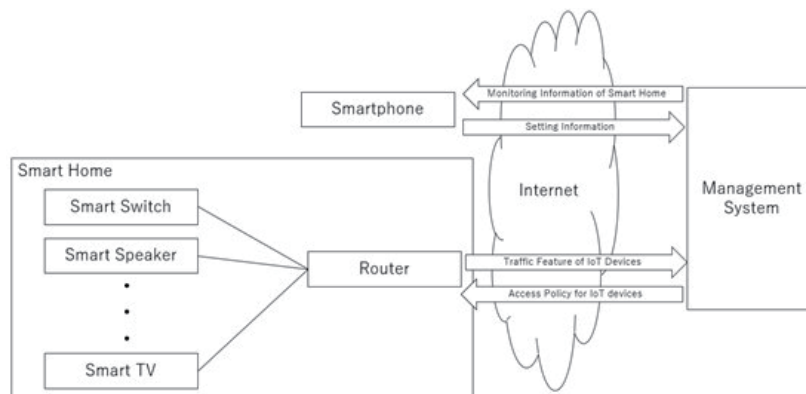 Monitoring Information of Smart Home
Smartphone
Setting Information
Smart Home
Smart Switch
Internet
Management
System
Smart Speaker
Router
Traffic Feature of IoT Devices
Access Policy for IoT devices
Smart TV